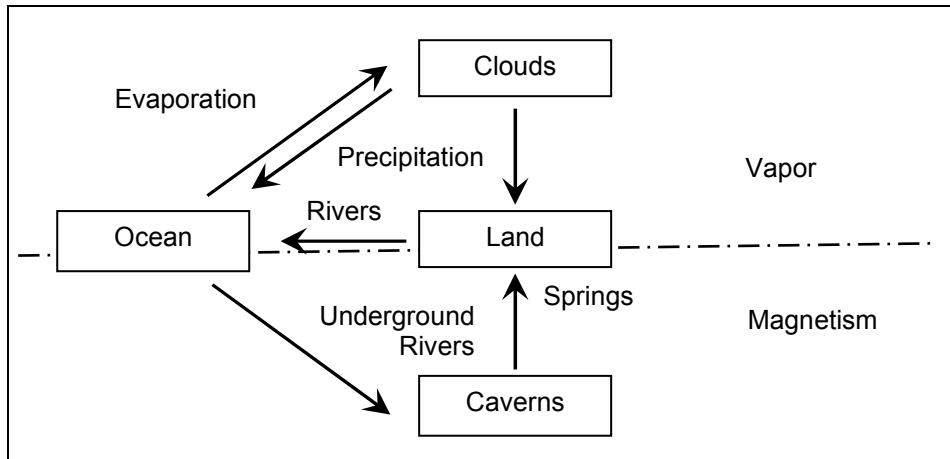 Clouds
Evaporation
Precipitation
Vapor
Rivers
Ocean
Land
Springs
Underground
Rivers
Magnetism
Caverns